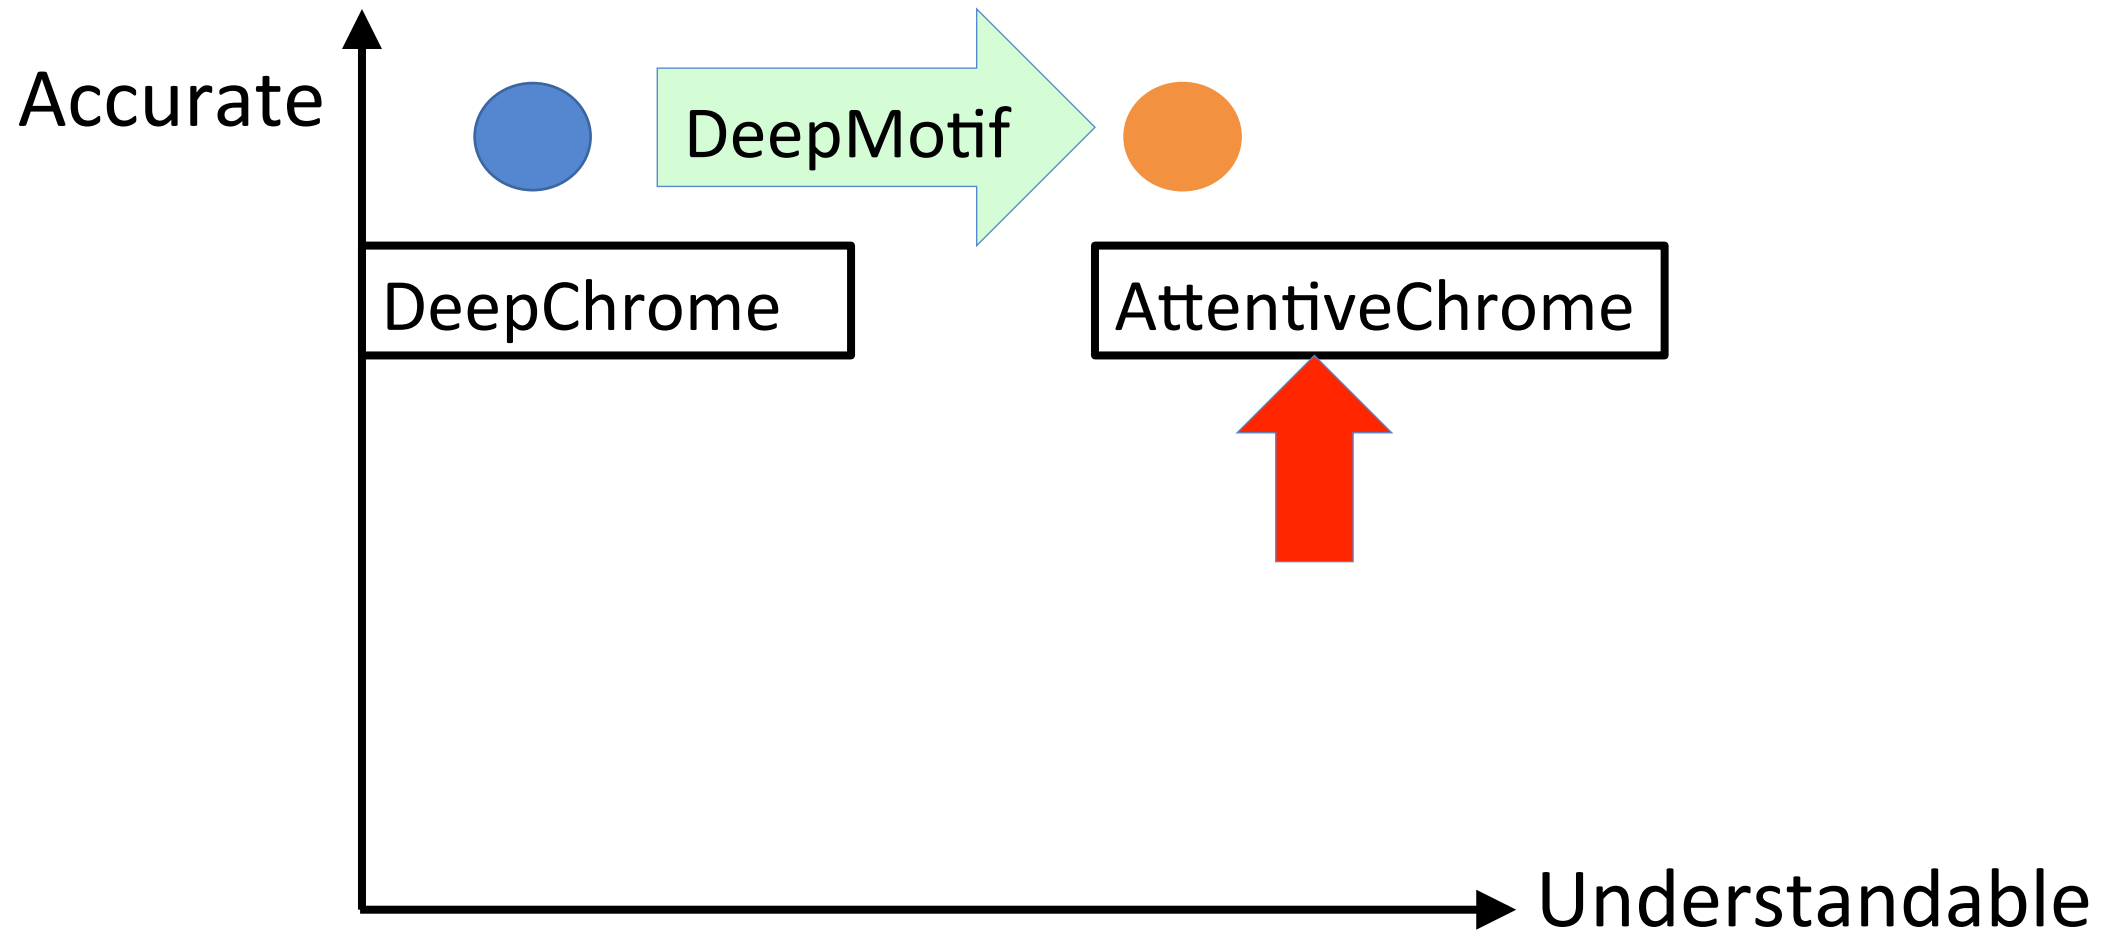 Accurate
DeepMotif
DeepChrome
AttentiveChrome
Understandable